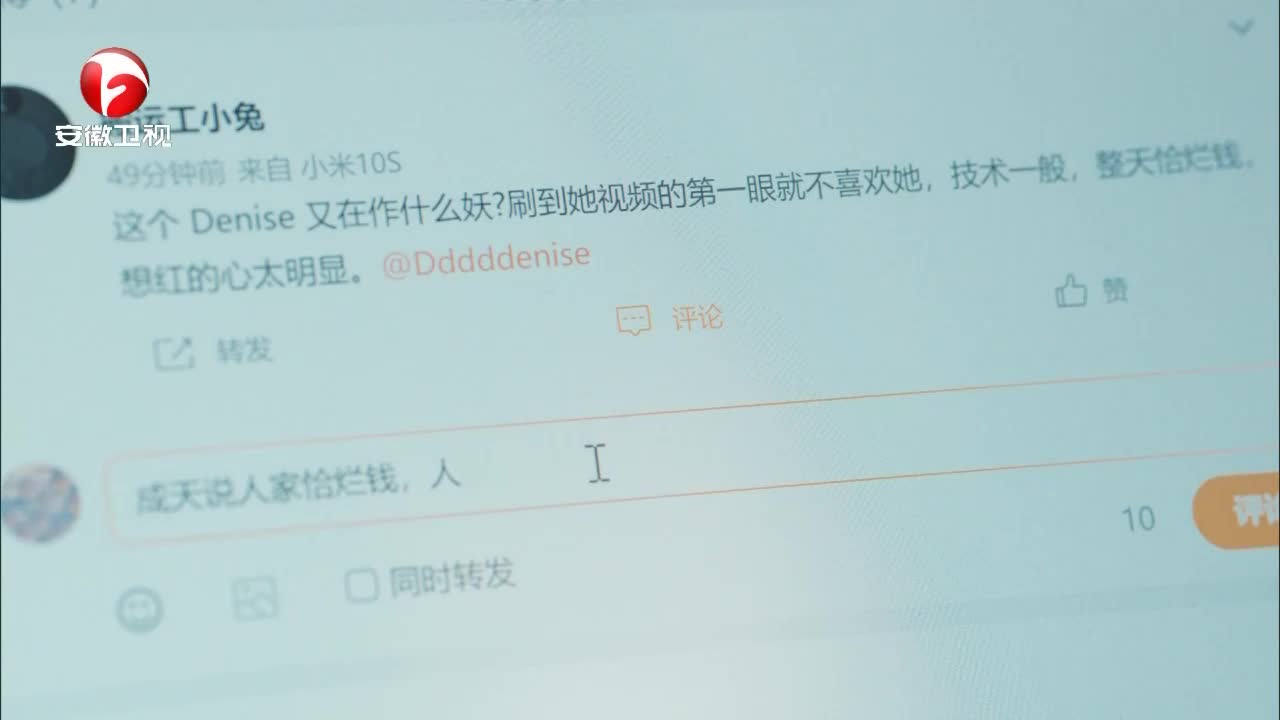 安徽卫视
运工小兔
49分钟前 来自 小米10S
这个 Denise 又在作什么妖?刷到她视频的第一眼就不喜欢她，技术一般，整天恰烂钱，
想红的心太明显。@Dddddenise
转发
评论
赞
成天说人家恰烂钱，人
10
评论
同时转发